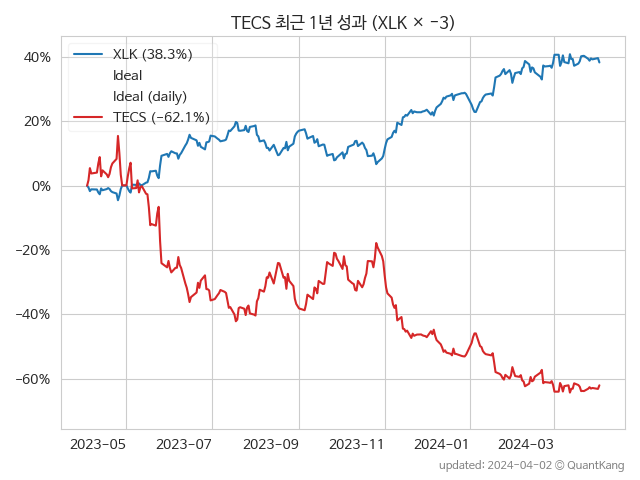 TECS 최근 1년 성과 (XLK × −3)
XLK (38.3%)
Ideal
Ideal (daily)
TECS (−62.1%)
40%
20%
0%
−20%
−40%
−60%
2023−05
2023−07
2023−09
2023−11
2024−01
2024−03
updated: 2024−04−02 © QuantKang